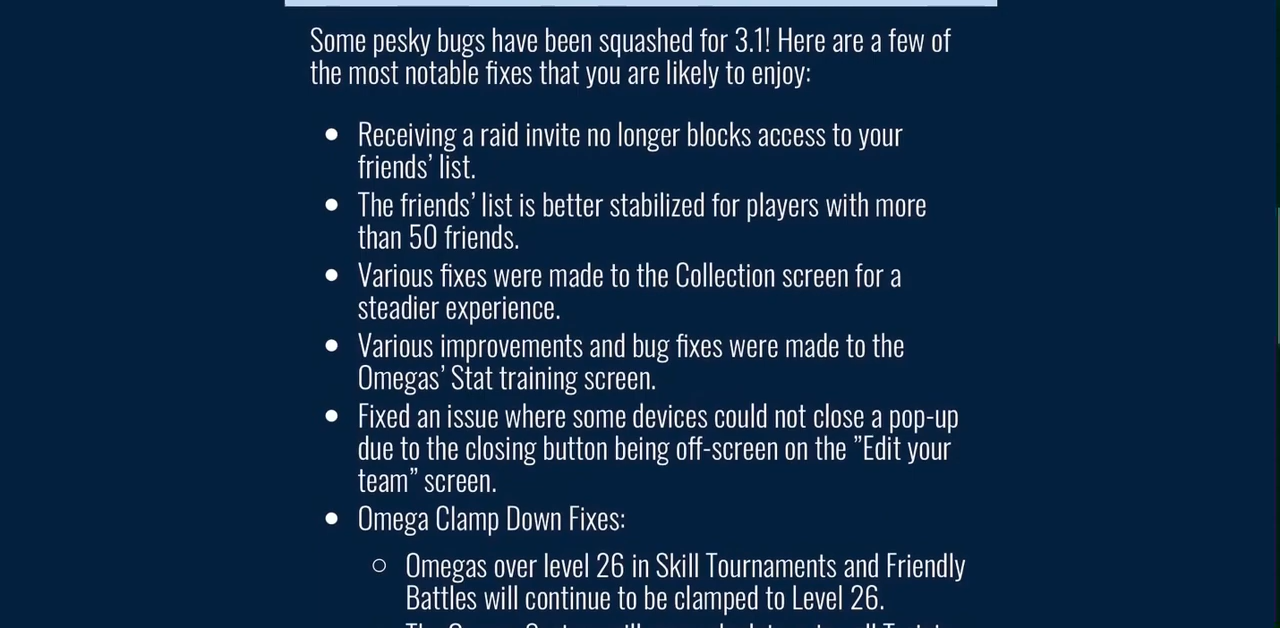 Some pesky bugs have been squashed for 3.1! Here are a few of
the most notable fixes that you are likely to enjoy:
● Receiving a raid invite no longer blocks access to your
friends’ list.
● The friends’ list is better stabilized for players with more
than 50 friends.
● Various fixes were made to the Collection screen for a
steadier experience.
● Various improvements and bug fixes were made to the
Omegas’ Stat training screen.
● Fixed an issue where some devices could not close a pop-up
due to the closing button being off-screen on the ”Edit your
team” screen.
● Omega Clamp Down Fixes:
○ Omegas over level 26 in Skill Tournaments and Friendly
Battles will continue to be clamped to Level 26.